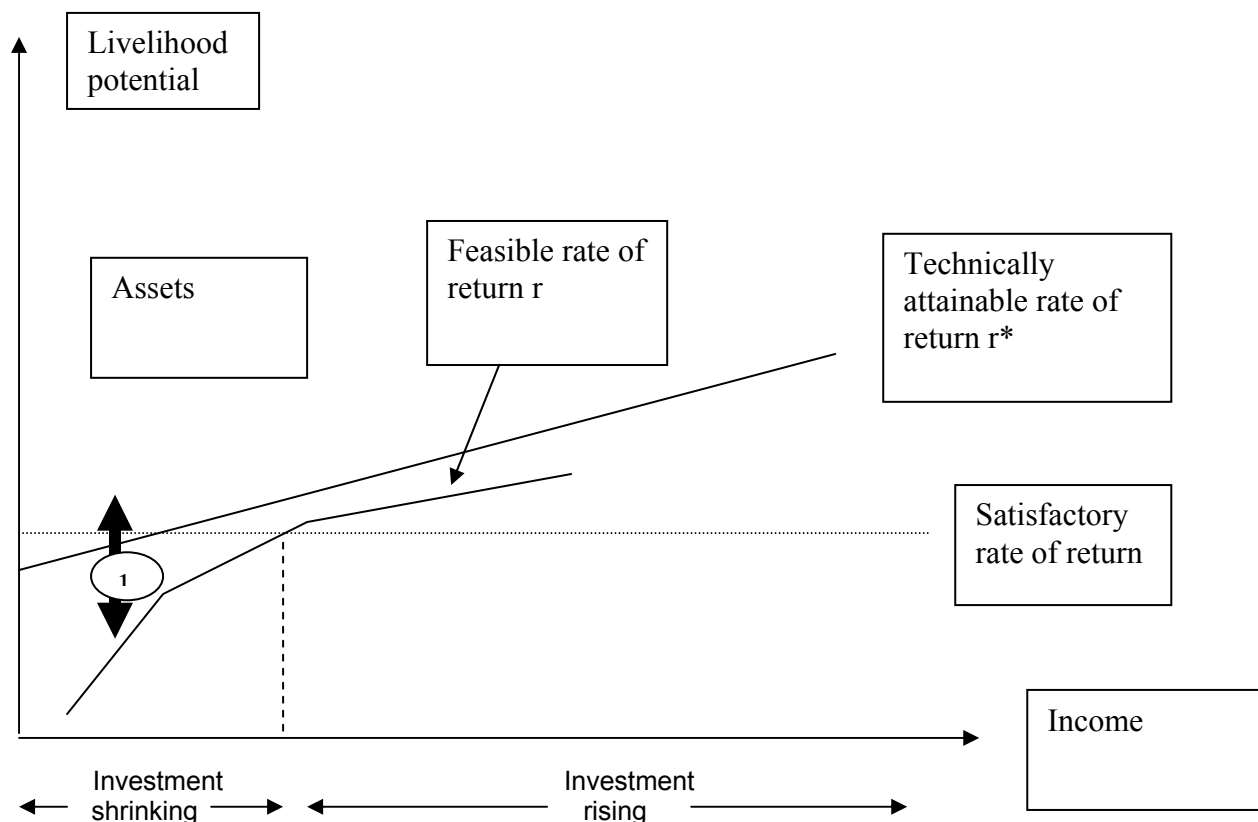 Livelihood
potential
Feasible rate of
return r
Technically
attainable rate of
return r*
Assets
Satisfactory
rate of return
1
Income
Investment
shrinking
Investment
rising